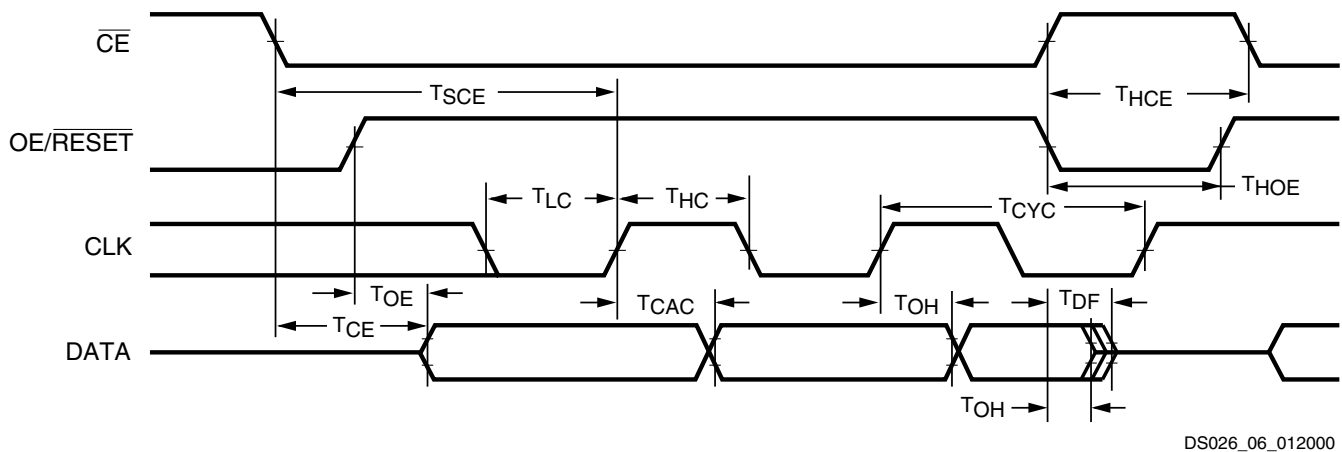 CE
TSCE
THCE
OE/RESET
THOE
TLC
THC
TCYC
CLK
TOE
TCAC
TOH
TDF
TCE
DATA
TOH
DS026_06_012000